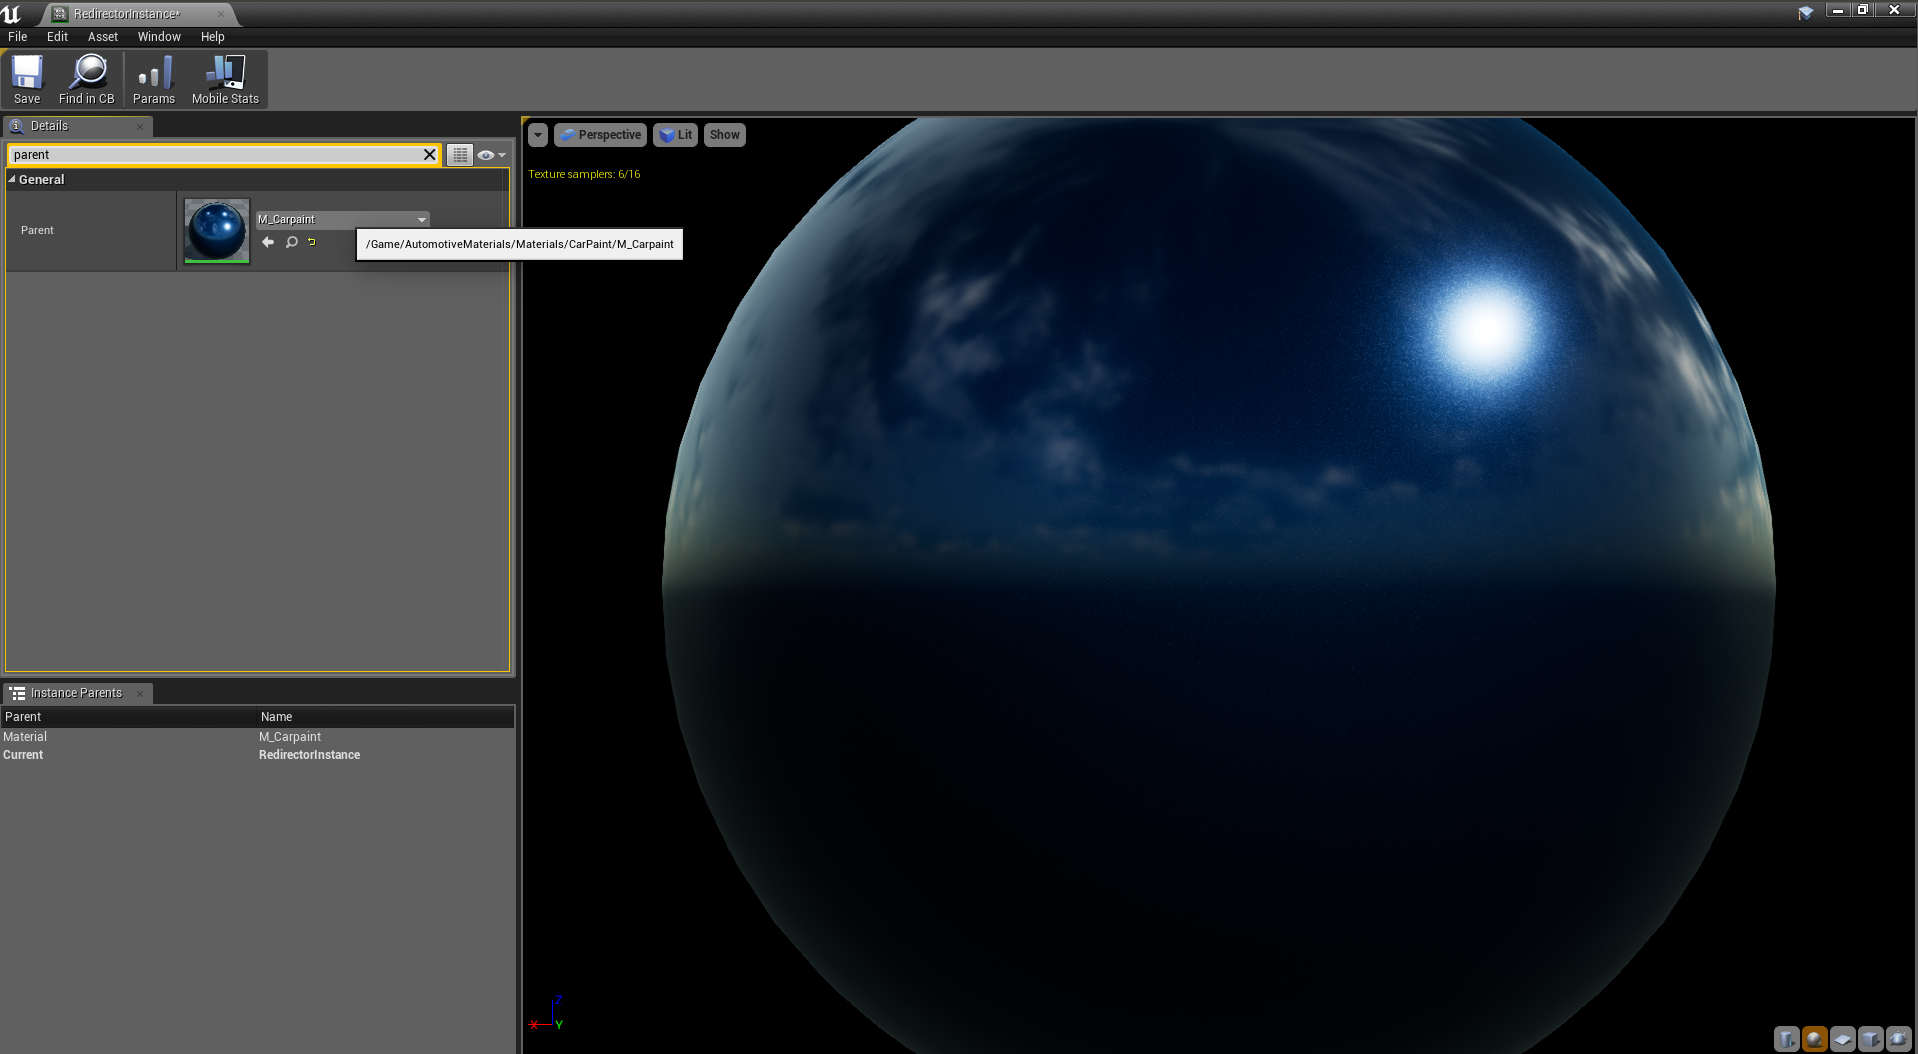 RedirectorInstance*
File Edit Asset Window Help
Save Find in CB Params Mobile Stats
Details
parent
General
Parent
M_Carpaint
/Game/AutomotiveMaterials/Materials/CarPaint/M_Carpaint
Instance Parents
Parent Name
Material M_Carpaint
Current RedirectorInstance
Perspective Lit Show
Texture samplers: 6/16
Z
X Y